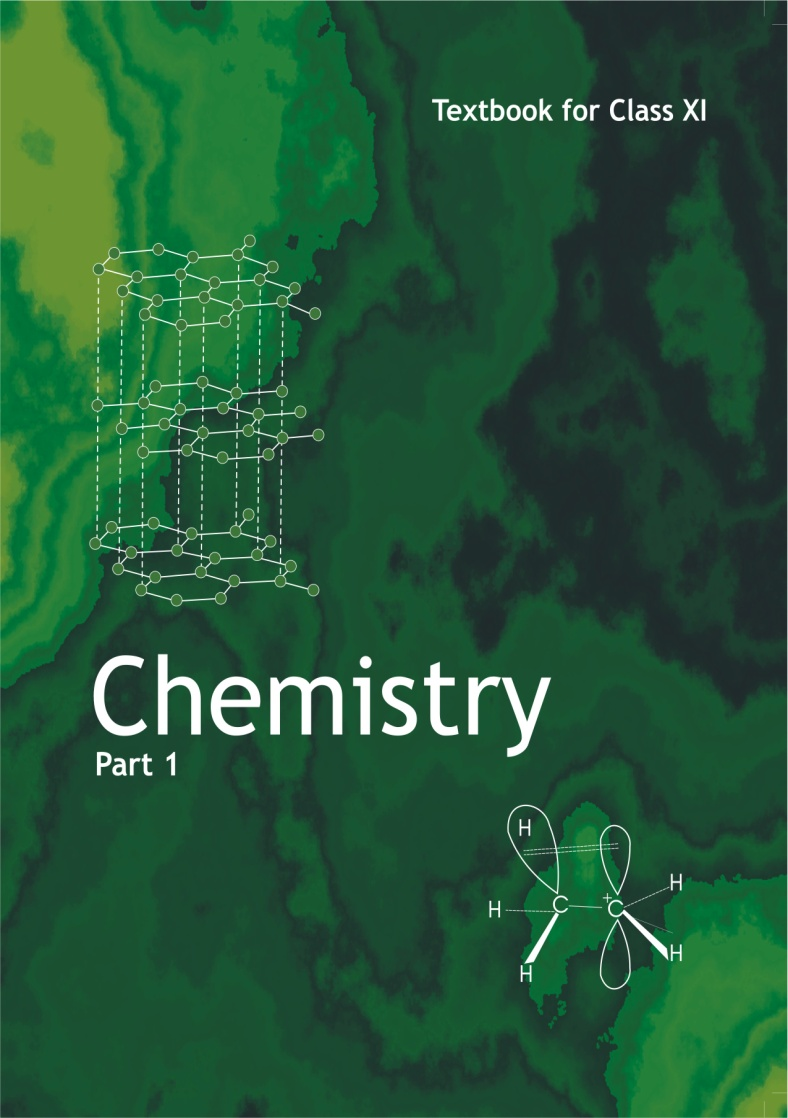 Textbook for Class XI
Chemistry
Part 1
H
H
H C +C
H
H